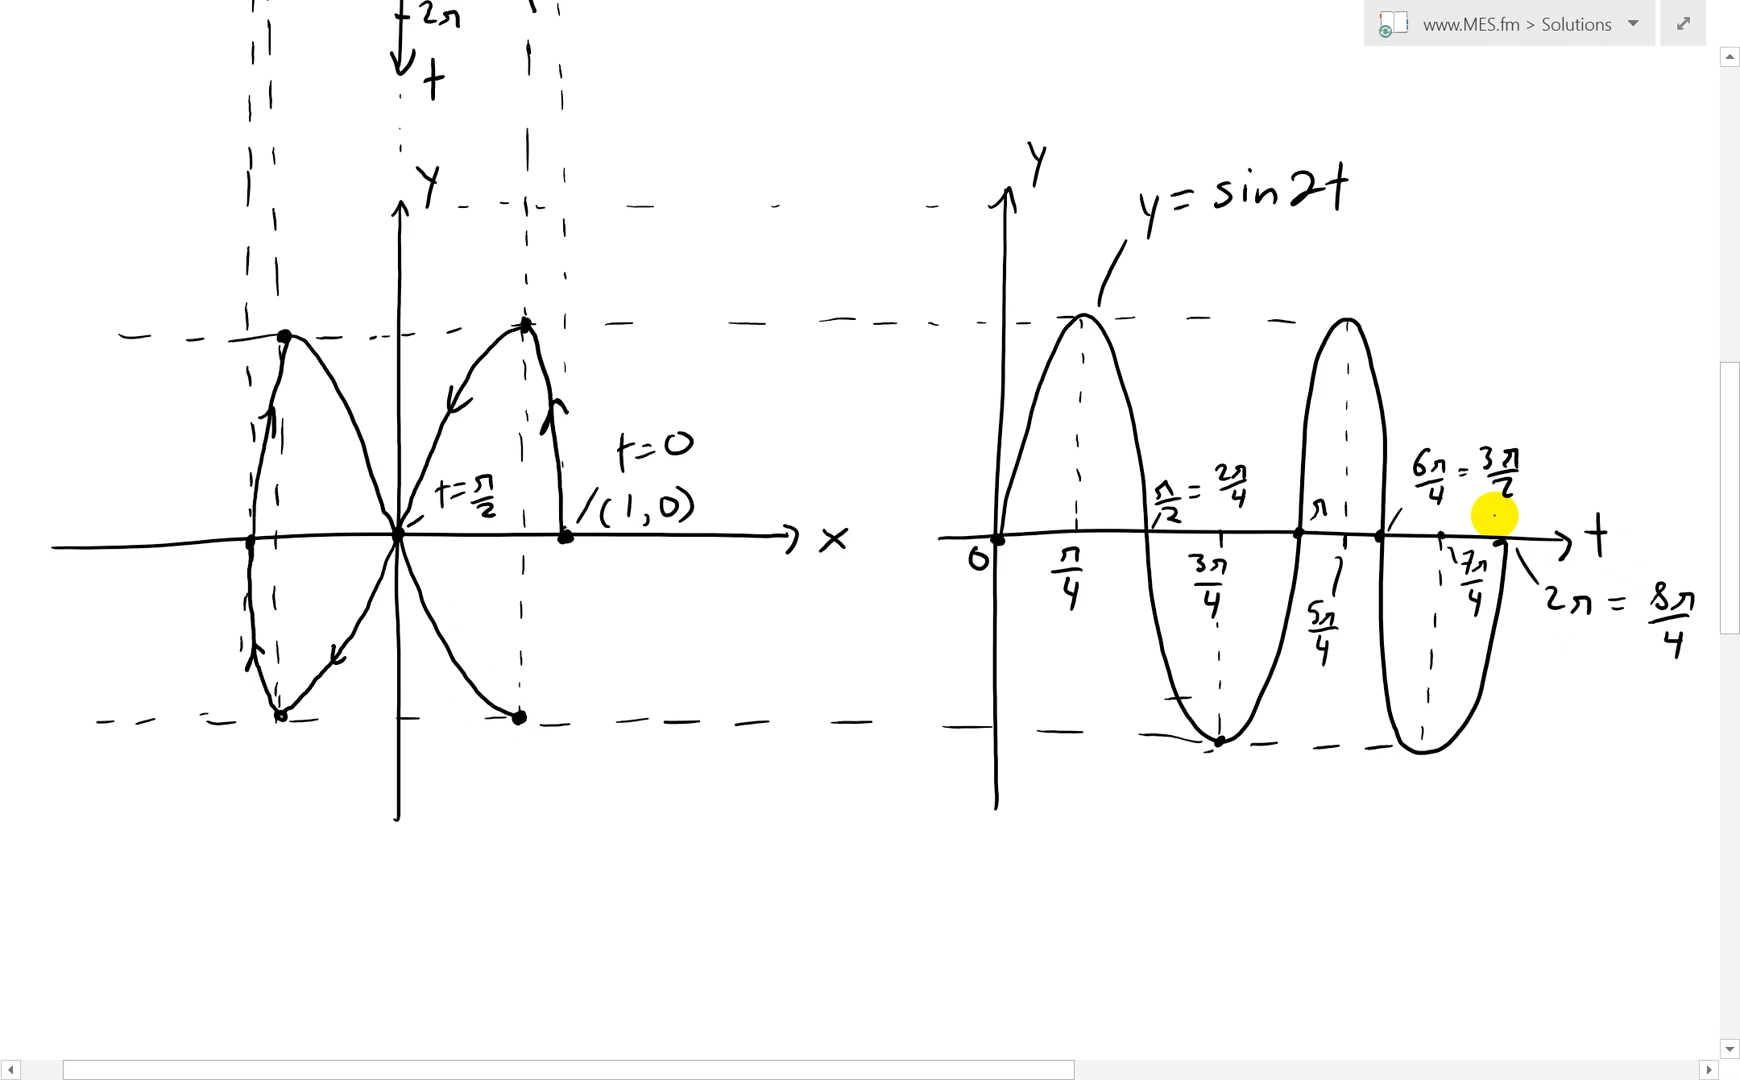 www.MES.fm > Solutions
2π
t
y
y
y = sin2t
t=0
t=π/2
(1,0)
x
0
π/4
π/2 = 2π/4
3π/4
π
5π/4
6π/4 = 3π/2
7π/4
t
2π = 8π/4